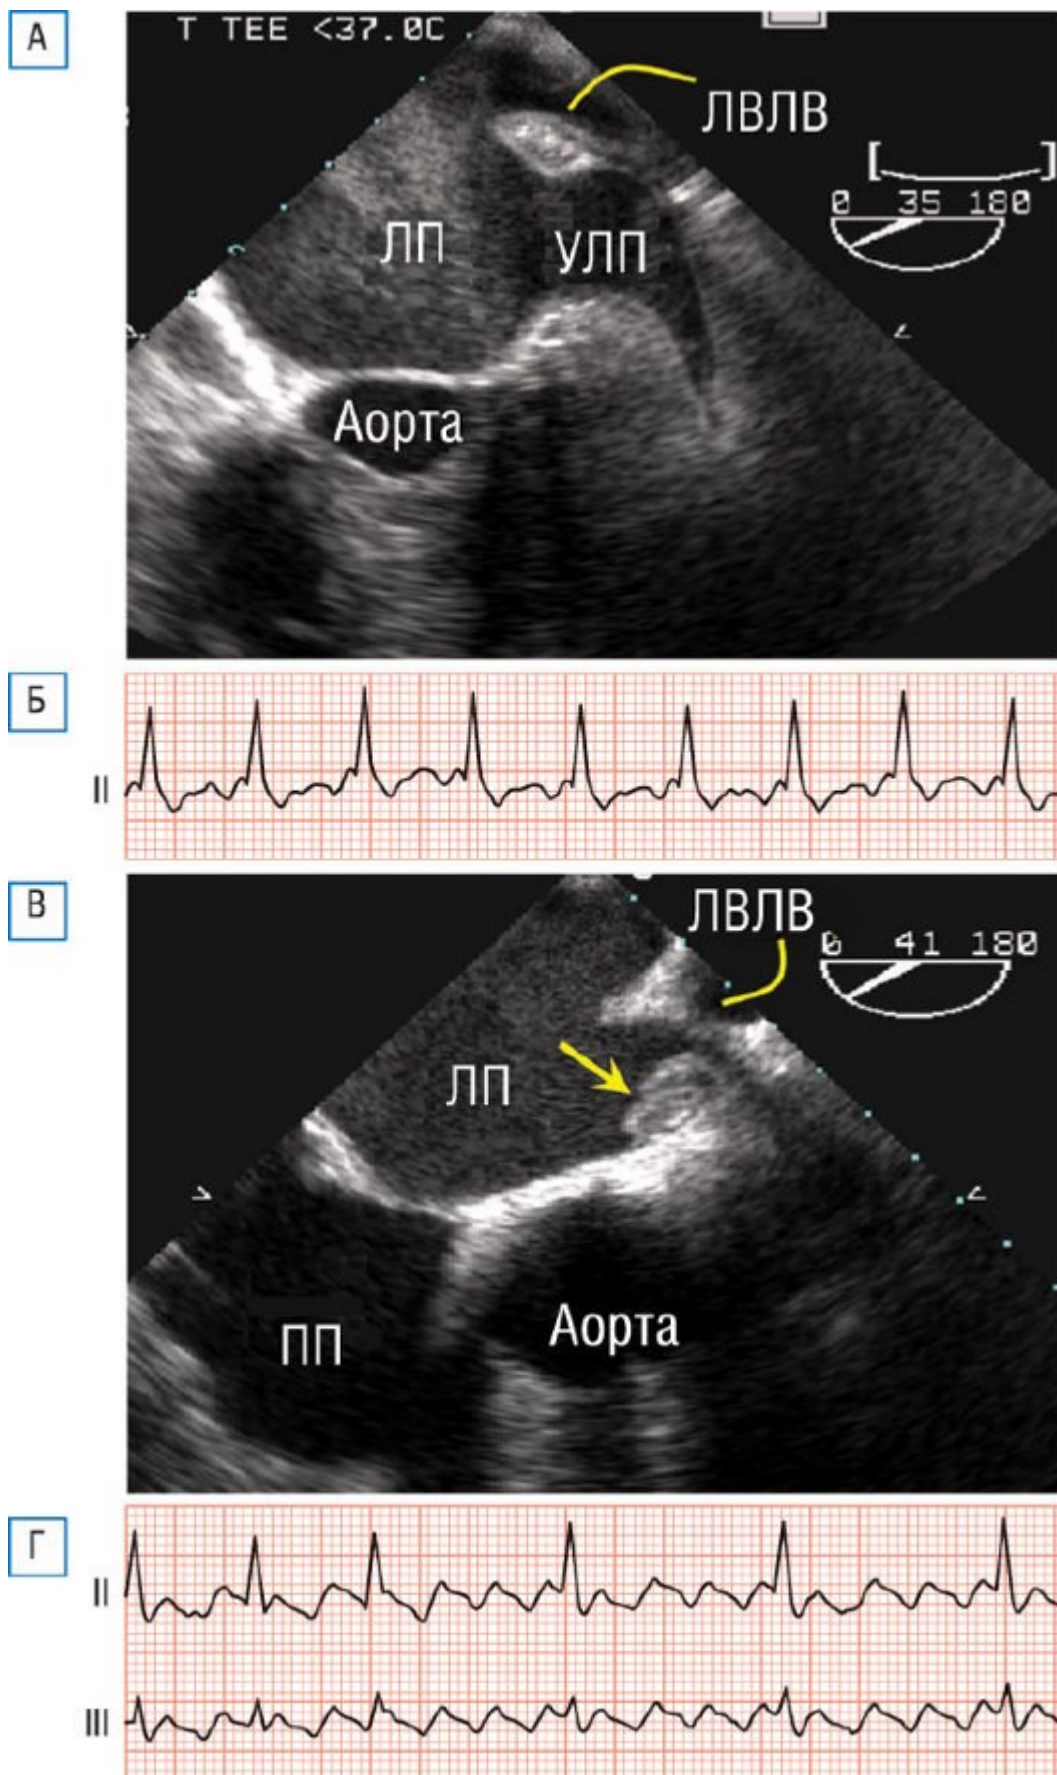 А
T TEE <37.0C
ЛВЛВ
ЛП
УЛП
0 35 180
Аорта
Б
II
В
ЛВЛВ
0 41 180
ЛП
ПП
Аорта
Г
II
III